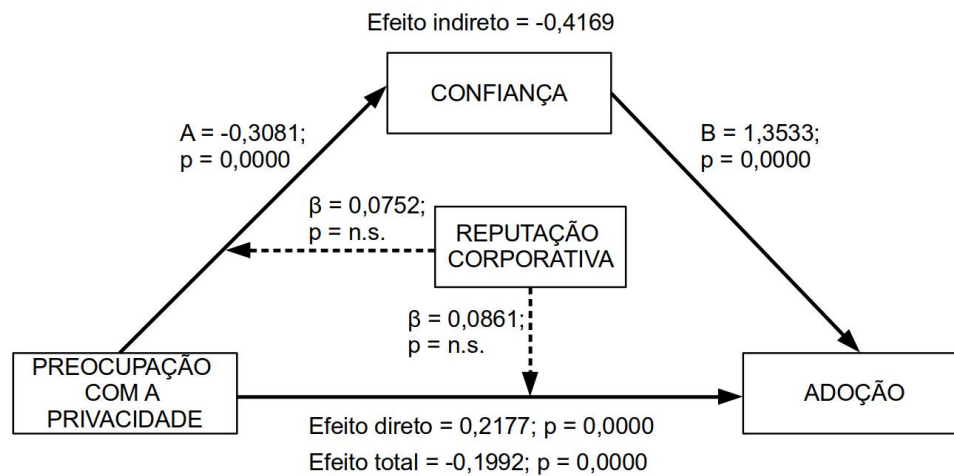 Efeito indireto = -0,4169
CONFIANÇA
A = -0,3081;
p = 0,0000
B = 1,3533;
p = 0,0000
β = 0,0752;
p = n.s.
REPUTAÇÃO
CORPORATIVA
β = 0,0861;
p = n.s.
PREOCUPAÇÃO
COM A
PRIVACIDADE
ADOÇÃO
Efeito direto = 0,2177; p = 0,0000
Efeito total = -0,1992; p = 0,0000